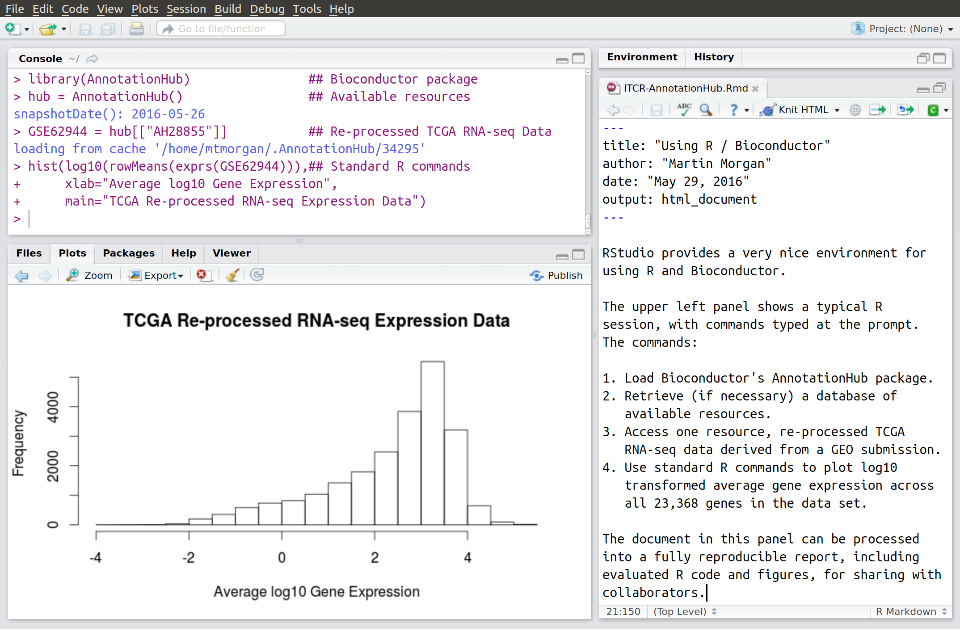 File Edit Code View Plots Session Build Debug Tools Help
Go to file/function
Project: (None)
Console ~/
> library(AnnotationHub) ## Bioconductor package
> hub = AnnotationHub() ## Available resources
snapshotDate(): 2016-05-26
> GSE62944 = hub[["AH28855"]] ## Re-processed TCGA RNA-seq Data
loading from cache '/home/mtmorgan/.AnnotationHub/34295'
> hist(log10(rowMeans(exprs(GSE62944))),## Standard R commands
+ xlab="Average log10 Gene Expression",
+ main="TCGA Re-processed RNA-seq Expression Data")
>
Files Plots Packages Help Viewer
Zoom Export Publish
TCGA Re-processed RNA-seq Expression Data
Frequency
4000
2000
0
-4 -2 0 2 4
Average log10 Gene Expression
Environment History
ITCR-AnnotationHub.Rmd
ABC ? Knit HTML C
---
title: "Using R / Bioconductor"
author: "Martin Morgan"
date: "May 29, 2016"
output: html_document
---
RStudio provides a very nice environment for
using R and Bioconductor.
The upper left panel shows a typical R
session, with commands typed at the prompt.
The commands:
1. Load Bioconductor's AnnotationHub package.
2. Retrieve (if necessary) a database of
available resources.
3. Access one resource, re-processed TCGA
RNA-seq data derived from a GEO submission.
4. Use standard R commands to plot log10
transformed average gene expression across
all 23,368 genes in the data set.
The document in this panel can be processed
into a fully reproducible report, including
evaluated R code and figures, for sharing with
collaborators.
21:150 (Top Level) R Markdown